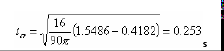 t_cr = √(16/(90π)) (1.5486 − 0.4182) = 0.253
s